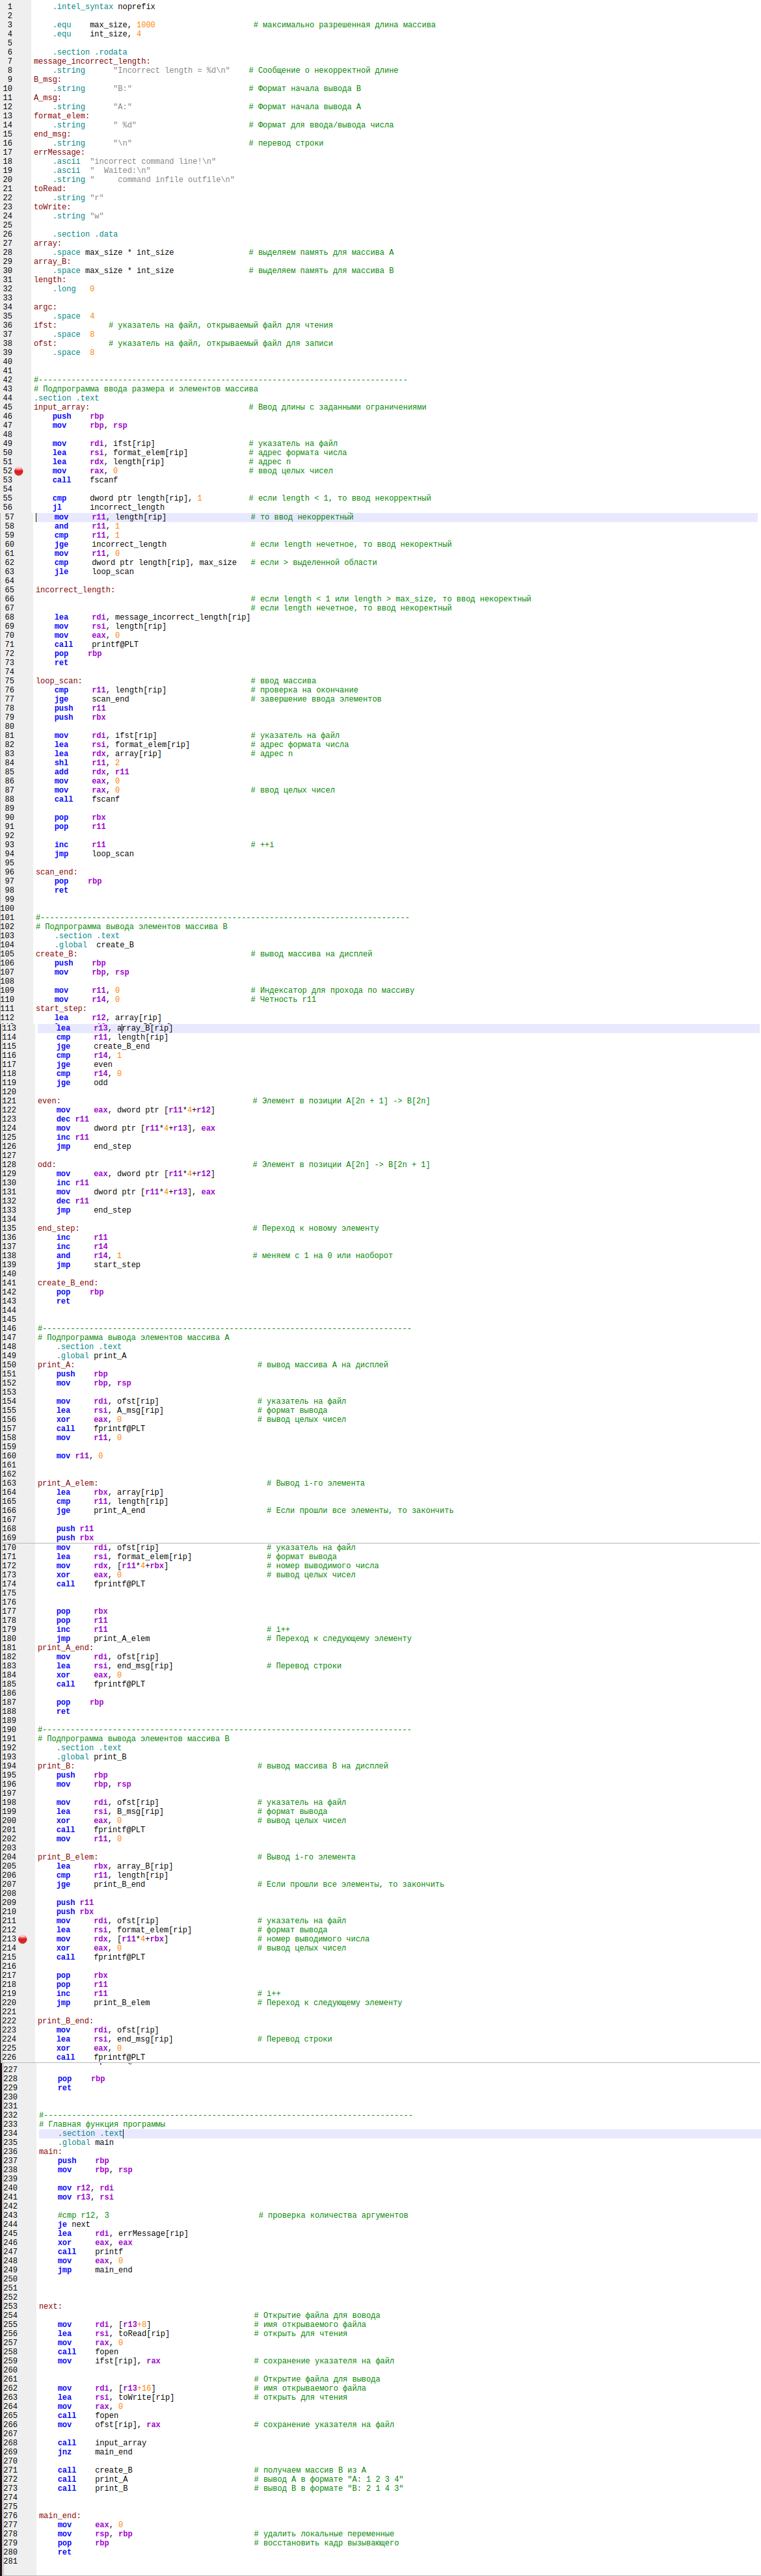 1 .intel_syntax noprefix
2
3 .equ max_size, 1000 # максимально разрешенная длина массива
4 .equ int_size, 4
5
6 .section .rodata
7 message_incorrect_length:
8 .string "Incorrect length = %d\n" # Сообщение о некорректной длине
9 B_msg:
10 .string "B:" # Формат начала вывода B
11 A_msg:
12 .string "A:" # Формат начала вывода A
13 format_elem:
14 .string " %d" # Формат для ввода/вывода числа
15 end_msg:
16 .string "\n" # перевод строки
17 errMessage:
18 .ascii "incorrect command line!\n"
19 .ascii "  Waited:\n"
20 .string "     command infile outfile\n"
21 toRead:
22 .string "r"
23 toWrite:
24 .string "w"
25
26 .section .data
27 array:
28 .space max_size * int_size # выделяем память для массива A
29 array_B:
30 .space max_size * int_size # выделяем память для массива B
31 length:
32 .long 0
33
34 argc:
35 .space 4
36 ifst: # указатель на файл, открываемый файл для чтения
37 .space 8
38 ofst: # указатель на файл, открываемый файл для записи
39 .space 8
40
41
42 #-------------------------------------------------------------------------------
43 # Подпрограмма ввода размера и элементов массива
44 .section .text
45 input_array: # Ввод длины с заданными ограничениями
46 push rbp
47 mov rbp, rsp
48
49 mov rdi, ifst[rip] # указатель на файл
50 lea rsi, format_elem[rip] # адрес формата числа
51 lea rdx, length[rip] # адрес n
52 mov rax, 0 # ввод целых чисел
53 call fscanf
54
55 cmp dword ptr length[rip], 1 # если length < 1, то ввод некорректный
56 jl incorrect_length
57 mov r11, length[rip] # то ввод некорректный
58 and r11, 1
59 cmp r11, 1
60 jge incorrect_length # если length нечетное, то ввод некоректный
61 mov r11, 0
62 cmp dword ptr length[rip], max_size # если > выделенной области
63 jle loop_scan
64
65 incorrect_length:
66 # если length < 1 или length > max_size, то ввод некоректный
67 # если length нечетное, то ввод некоректный
68 lea rdi, message_incorrect_length[rip]
69 mov rsi, length[rip]
70 mov eax, 0
71 call printf@PLT
72 pop rbp
73 ret
74
75 loop_scan: # ввод массива
76 cmp r11, length[rip] # проверка на окончание
77 jge scan_end # завершение ввода элементов
78 push r11
79 push rbx
80
81 mov rdi, ifst[rip] # указатель на файл
82 lea rsi, format_elem[rip] # адрес формата числа
83 lea rdx, array[rip] # адрес n
84 shl r11, 2
85 add rdx, r11
86 mov eax, 0
87 mov rax, 0 # ввод целых чисел
88 call fscanf
89
90 pop rbx
91 pop r11
92
93 inc r11 # ++i
94 jmp loop_scan
95
96 scan_end:
97 pop rbp
98 ret
99
100
101 #-------------------------------------------------------------------------------
102 # Подпрограмма вывода элементов массива B
103 .section .text
104 .global create_B
105 create_B: # вывод массива на дисплей
106 push rbp
107 mov rbp, rsp
108
109 mov r11, 0 # Индексатор для прохода по массиву
110 mov r14, 0 # Четность r11
111 start_step:
112 lea r12, array[rip]
113 lea r13, array_B[rip]
114 cmp r11, length[rip]
115 jge create_B_end
116 cmp r14, 1
117 jge even
118 cmp r14, 0
119 jge odd
120
121 even: # Элемент в позиции A[2n + 1] -> B[2n]
122 mov eax, dword ptr [r11*4+r12]
123 dec r11
124 mov dword ptr [r11*4+r13], eax
125 inc r11
126 jmp end_step
127
128 odd: # Элемент в позиции A[2n] -> B[2n + 1]
129 mov eax, dword ptr [r11*4+r12]
130 inc r11
131 mov dword ptr [r11*4+r13], eax
132 dec r11
133 jmp end_step
134
135 end_step: # Переход к новому элементу
136 inc r11
137 inc r14
138 and r14, 1 # меняем с 1 на 0 или наоборот
139 jmp start_step
140
141 create_B_end:
142 pop rbp
143 ret
144
145
146 #-------------------------------------------------------------------------------
147 # Подпрограмма вывода элементов массива A
148 .section .text
149 .global print_A
150 print_A: # вывод массива A на дисплей
151 push rbp
152 mov rbp, rsp
153
154 mov rdi, ofst[rip] # указатель на файл
155 lea rsi, A_msg[rip] # формат вывода
156 xor eax, 0 # вывод целых чисел
157 call fprintf@PLT
158 mov r11, 0
159
160 mov r11, 0
161
162
163 print_A_elem: # Вывод i-го элемента
164 lea rbx, array[rip]
165 cmp r11, length[rip]
166 jge print_A_end # Если прошли все элементы, то закончить
167
168 push r11
169 push rbx
170 mov rdi, ofst[rip] # указатель на файл
171 lea rsi, format_elem[rip] # формат вывода
172 mov rdx, [r11*4+rbx] # номер выводимого числа
173 xor eax, 0 # вывод целых чисел
174 call fprintf@PLT
175
176
177 pop rbx
178 pop r11
179 inc r11 # i++
180 jmp print_A_elem # Переход к следующему элементу
181 print_A_end:
182 mov rdi, ofst[rip]
183 lea rsi, end_msg[rip] # Перевод строки
184 xor eax, 0
185 call fprintf@PLT
186
187 pop rbp
188 ret
189
190 #-------------------------------------------------------------------------------
191 # Подпрограмма вывода элементов массива B
192 .section .text
193 .global print_B
194 print_B: # вывод массива B на дисплей
195 push rbp
196 mov rbp, rsp
197
198 mov rdi, ofst[rip] # указатель на файл
199 lea rsi, B_msg[rip] # формат вывода
200 xor eax, 0 # вывод целых чисел
201 call fprintf@PLT
202 mov r11, 0
203
204 print_B_elem: # Вывод i-го элемента
205 lea rbx, array_B[rip]
206 cmp r11, length[rip]
207 jge print_B_end # Если прошли все элементы, то закончить
208
209 push r11
210 push rbx
211 mov rdi, ofst[rip] # указатель на файл
212 lea rsi, format_elem[rip] # формат вывода
213 mov rdx, [r11*4+rbx] # номер выводимого числа
214 xor eax, 0 # вывод целых чисел
215 call fprintf@PLT
216
217 pop rbx
218 pop r11
219 inc r11 # i++
220 jmp print_B_elem # Переход к следующему элементу
221
222 print_B_end:
223 mov rdi, ofst[rip]
224 lea rsi, end_msg[rip] # Перевод строки
225 xor eax, 0
226 call fprintf@PLT
227
228 pop rbp
229 ret
230
231
232 #-------------------------------------------------------------------------------
233 # Главная функция программы
234 .section .text
235 .global main
236 main:
237 push rbp
238 mov rbp, rsp
239
240 mov r12, rdi
241 mov r13, rsi
242
243 #cmp r12, 3 # проверка количества аргументов
244 je next
245 lea rdi, errMessage[rip]
246 xor eax, eax
247 call printf
248 mov eax, 0
249 jmp main_end
250
251
252
253 next:
254 # Открытие файла для вовода
255 mov rdi, [r13+8] # имя открываемого файла
256 lea rsi, toRead[rip] # открыть для чтения
257 mov rax, 0
258 call fopen
259 mov ifst[rip], rax # сохранение указателя на файл
260
261 # Открытие файла для вывода
262 mov rdi, [r13+16] # имя открываемого файла
263 lea rsi, toWrite[rip] # открыть для чтения
264 mov rax, 0
265 call fopen
266 mov ofst[rip], rax # сохранение указателя на файл
267
268 call input_array
269 jnz main_end
270
271 call create_B # получаем массив B из A
272 call print_A # вывод A в формате "A: 1 2 3 4"
273 call print_B # вывод B в формате "B: 2 1 4 3"
274
275
276 main_end:
277 mov eax, 0
278 mov rsp, rbp # удалить локальные переменные
279 pop rbp # восстановить кадр вызывающего
280 ret
281